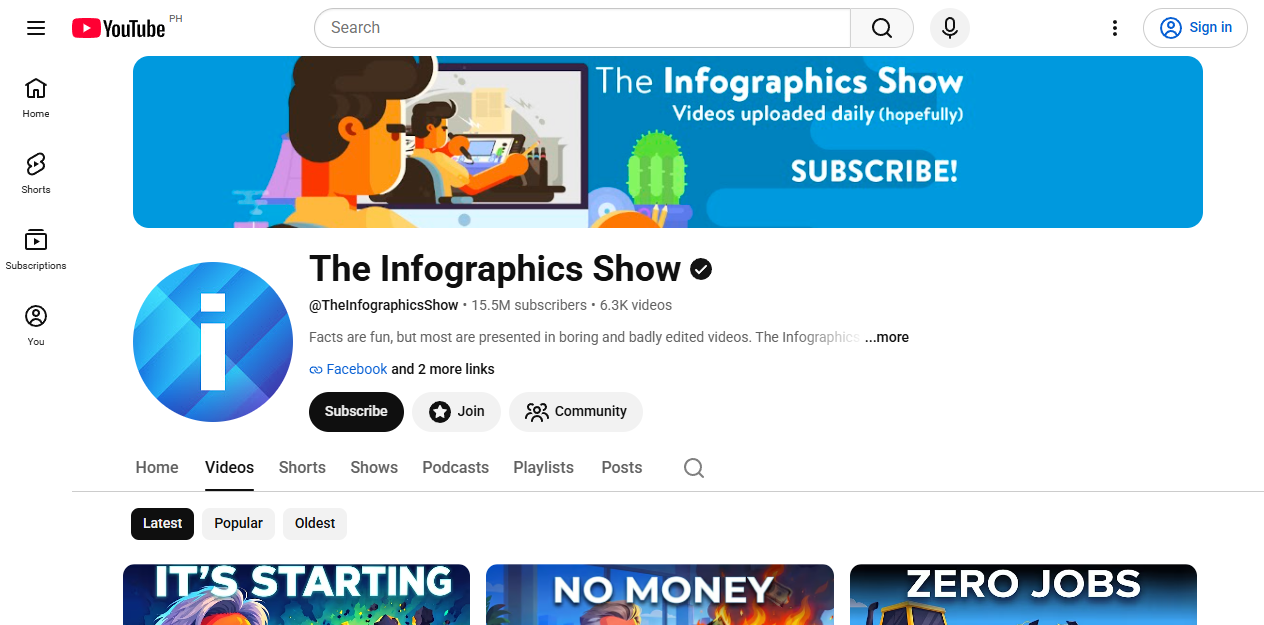 YouTube PH
Search
Sign in
Home
Shorts
Subscriptions
You
The Infographics Show
Videos uploaded daily (hopefully)
SUBSCRIBE!
The Infographics Show
@TheInfographicsShow • 15.5M subscribers • 6.3K videos
Facts are fun, but most are presented in boring and badly edited videos. The Infographics ...more
Facebook and 2 more links
Subscribe
Join
Community
Home
Videos
Shorts
Shows
Podcasts
Playlists
Posts
Latest
Popular
Oldest
IT'S STARTING
NO MONEY
ZERO JOBS